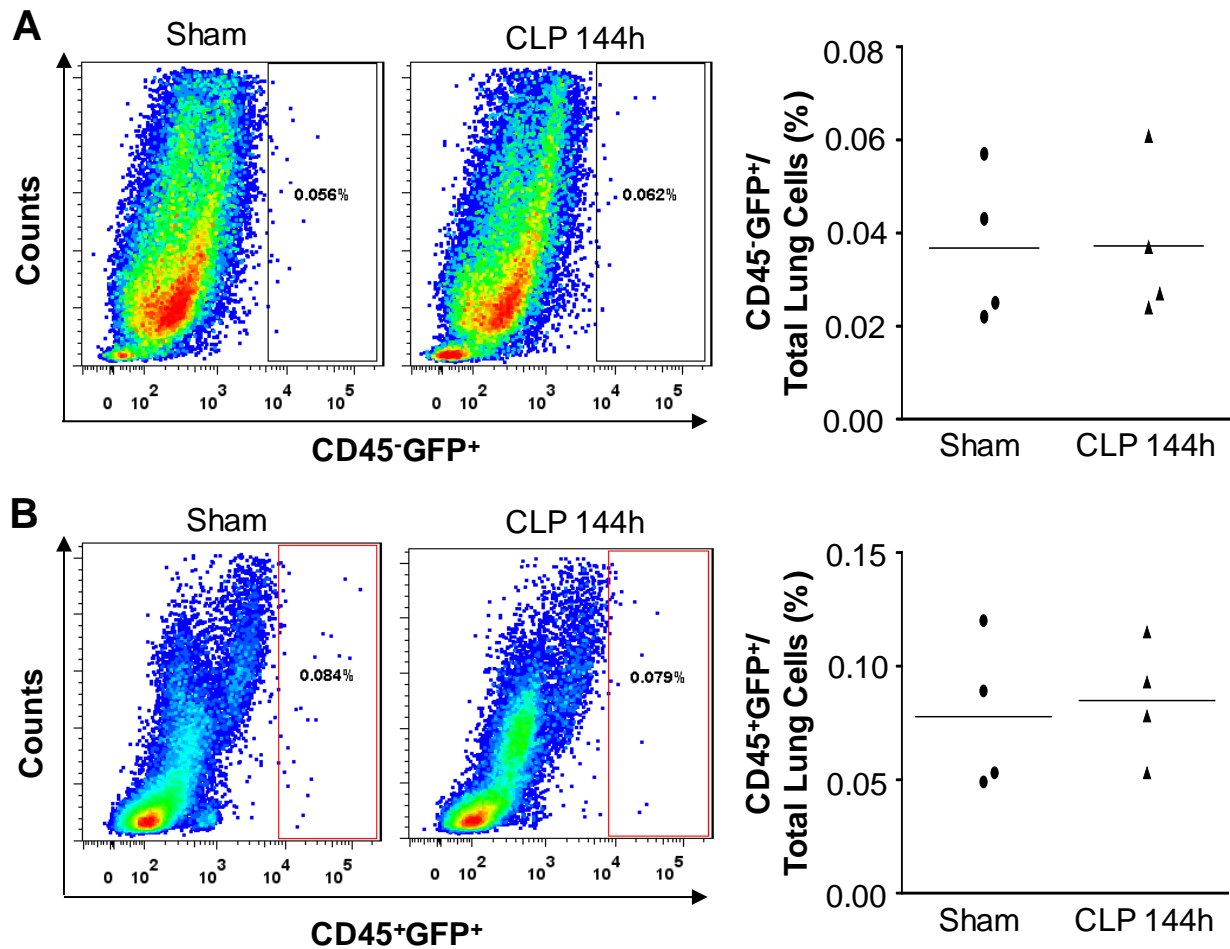 A
Sham
CLP 144h
Counts
0.056%
0.062%
0 10² 10³ 10⁴ 10⁵
0 10² 10³ 10⁴ 10⁵
CD45⁻GFP⁺
CD45⁻GFP⁺/
Total Lung Cells (%)
0.08
0.06
0.04
0.02
0.00
Sham
CLP 144h
B
Sham
CLP 144h
Counts
0.084%
0.079%
0 10² 10³ 10⁴ 10⁵
0 10² 10³ 10⁴ 10⁵
CD45⁺GFP⁺
CD45⁺GFP⁺/
Total Lung Cells (%)
0.15
0.10
0.05
0.00
Sham
CLP 144h